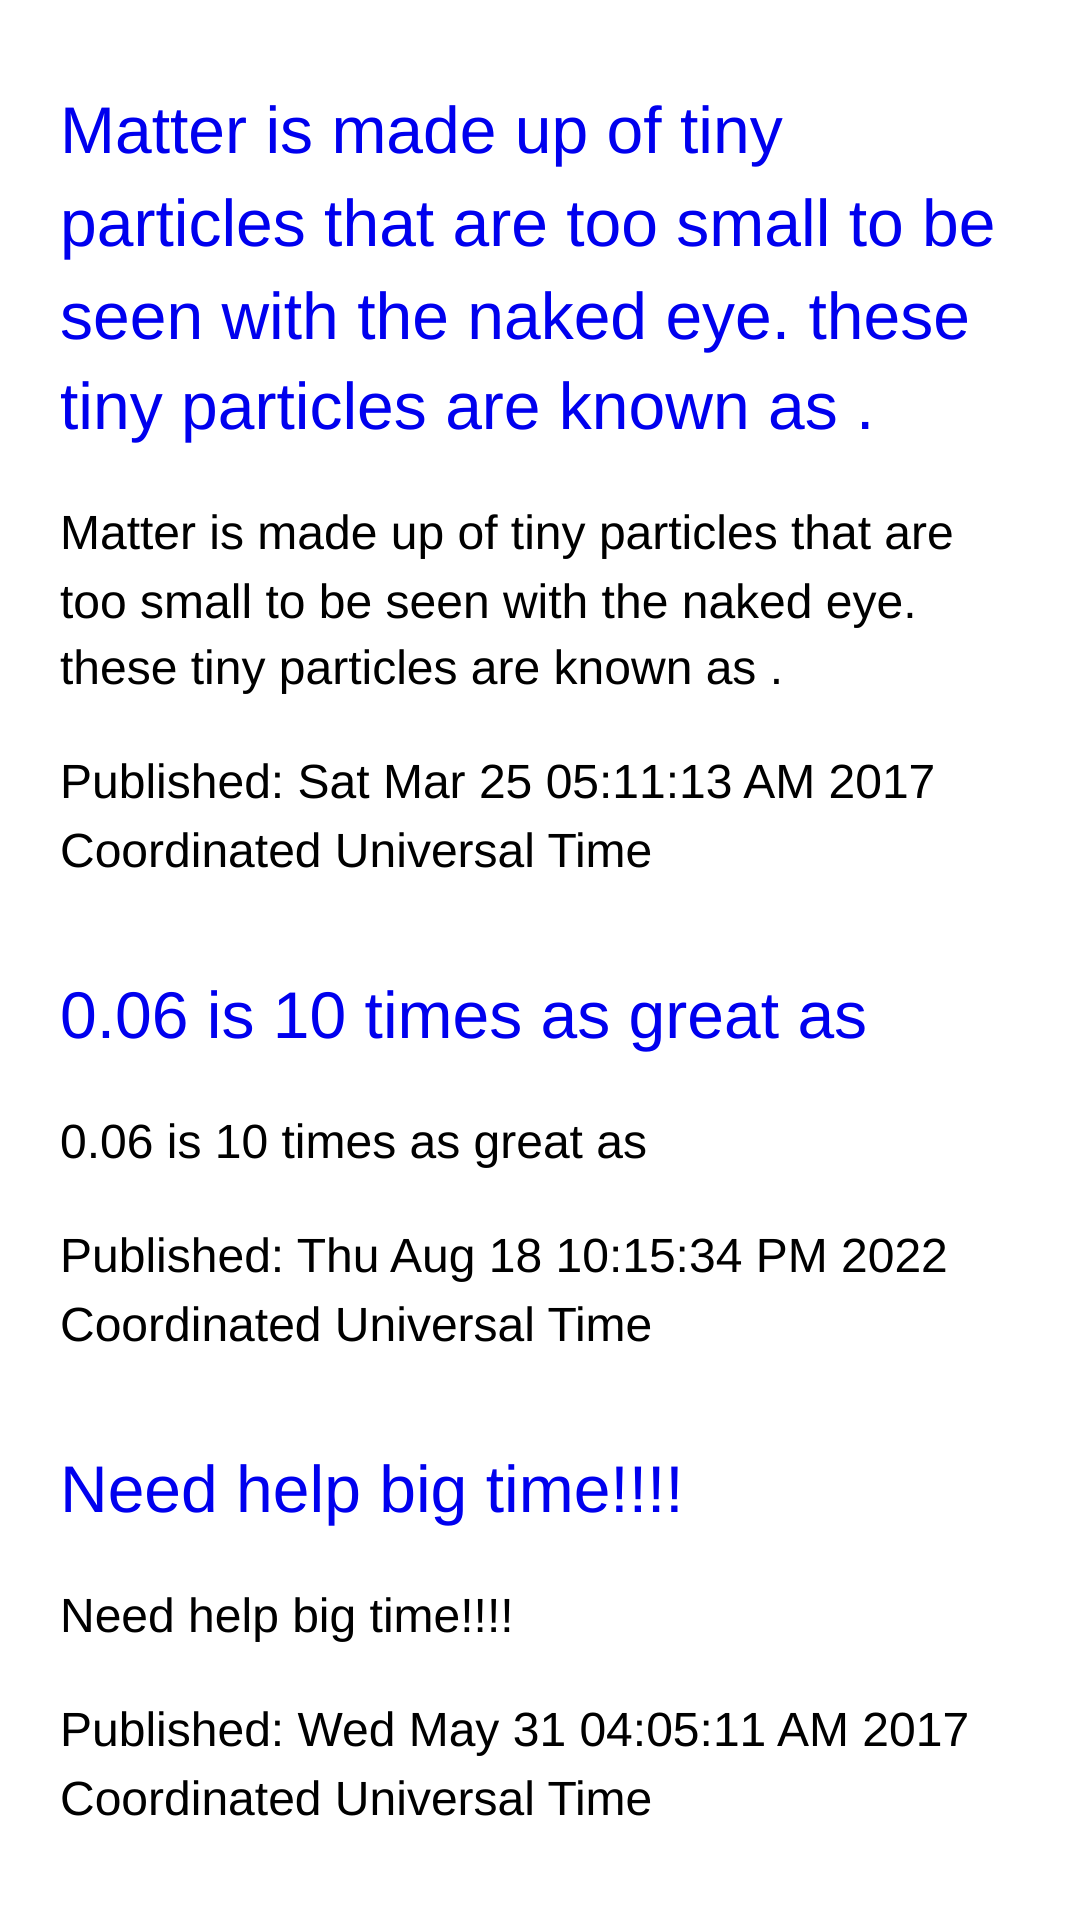 Matter is made up of tiny
particles that are too small to be
seen with the naked eye. these
tiny particles are known as .
Matter is made up of tiny particles that are
too small to be seen with the naked eye.
these tiny particles are known as .
Published: Sat Mar 25 05:11:13 AM 2017
Coordinated Universal Time
0.06 is 10 times as great as
0.06 is 10 times as great as
Published: Thu Aug 18 10:15:34 PM 2022
Coordinated Universal Time
Need help big time!!!!
Need help big time!!!!
Published: Wed May 31 04:05:11 AM 2017
Coordinated Universal Time